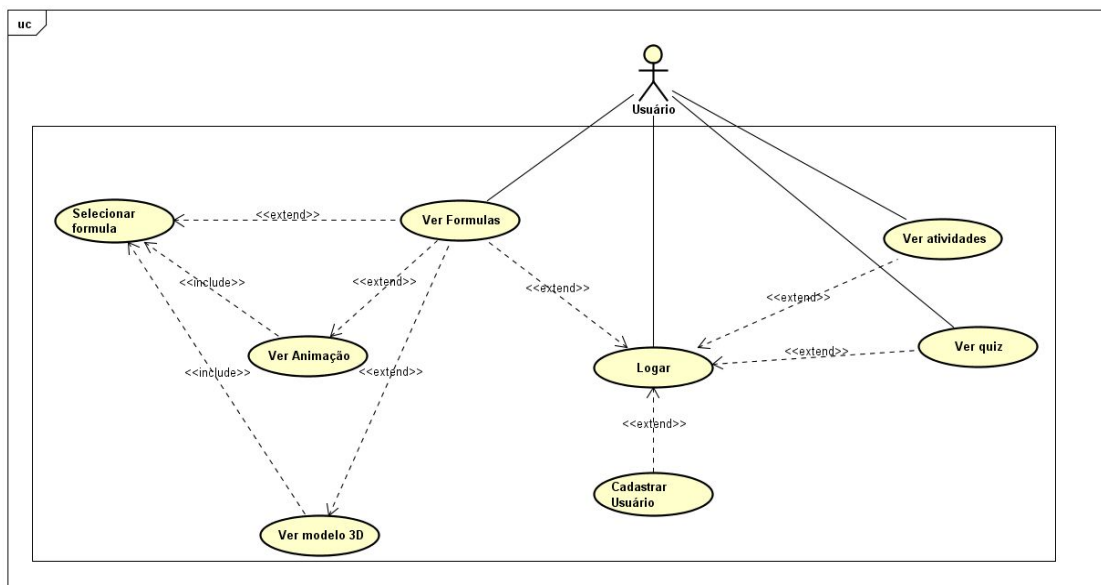 uc
Usuário
Selecionar
formula
<<extend>>
Ver Formulas
Ver atividades
<<include>>
<<extend>>
<<extend>>
<<extend>>
Ver Animação
<<extend>>
Ver quiz
<<include>>
<<extend>>
Logar
<<extend>>
Cadastrar
Usuário
Ver modelo 3D